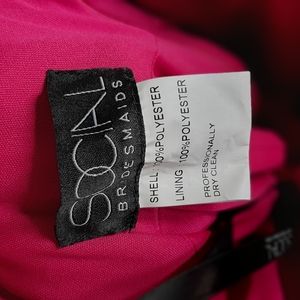 SOCIAL
BRIDESMAIDS
SHELL 100%POLYESTER
LINING 100%POLYESTER
PROFESSIONALLY
DRY CLEAN